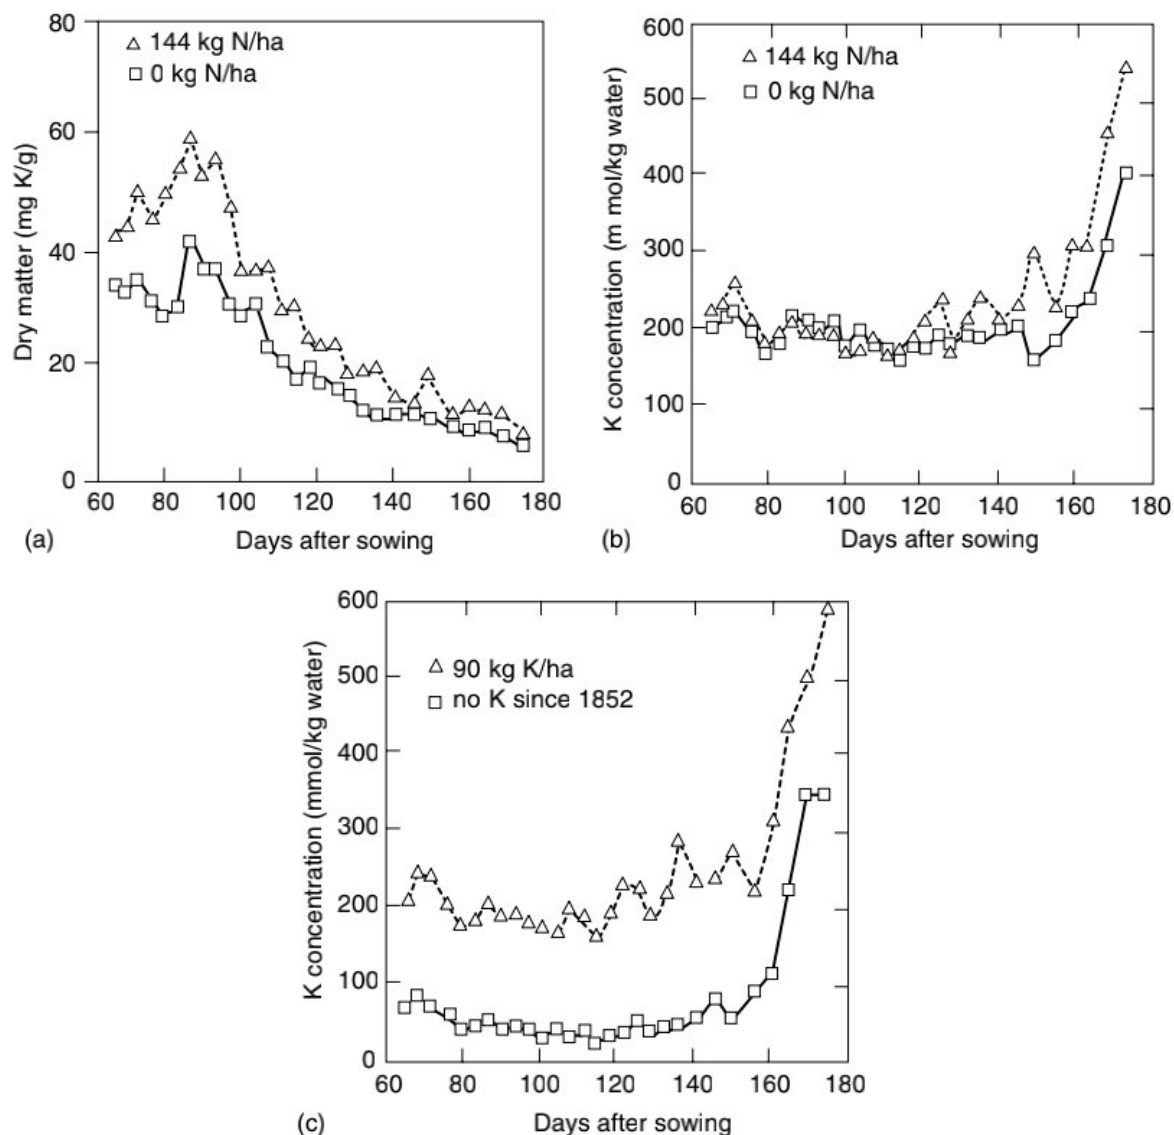 80
60
40
20
0
Dry matter (mg K/g)
144 kg N/ha
0 kg N/ha
60 80 100 120 140 160 180
(a)
Days after sowing
600
500
400
300
200
100
0
K concentration (m mol/kg water)
144 kg N/ha
0 kg N/ha
60 80 100 120 140 160 180
(b)
Days after sowing
600
500
400
300
200
100
0
K concentration (mmol/kg water)
90 kg K/ha
no K since 1852
60 80 100 120 140 160 180
(c)
Days after sowing